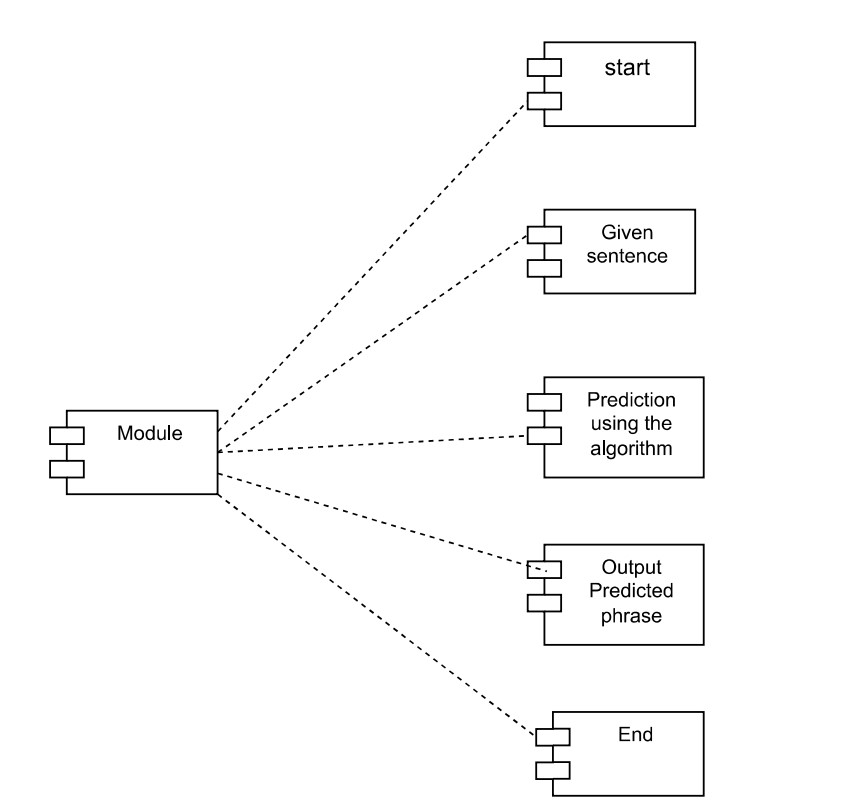 start
Given
sentence
Prediction
using the
algorithm
Module
Output
Predicted
phrase
End